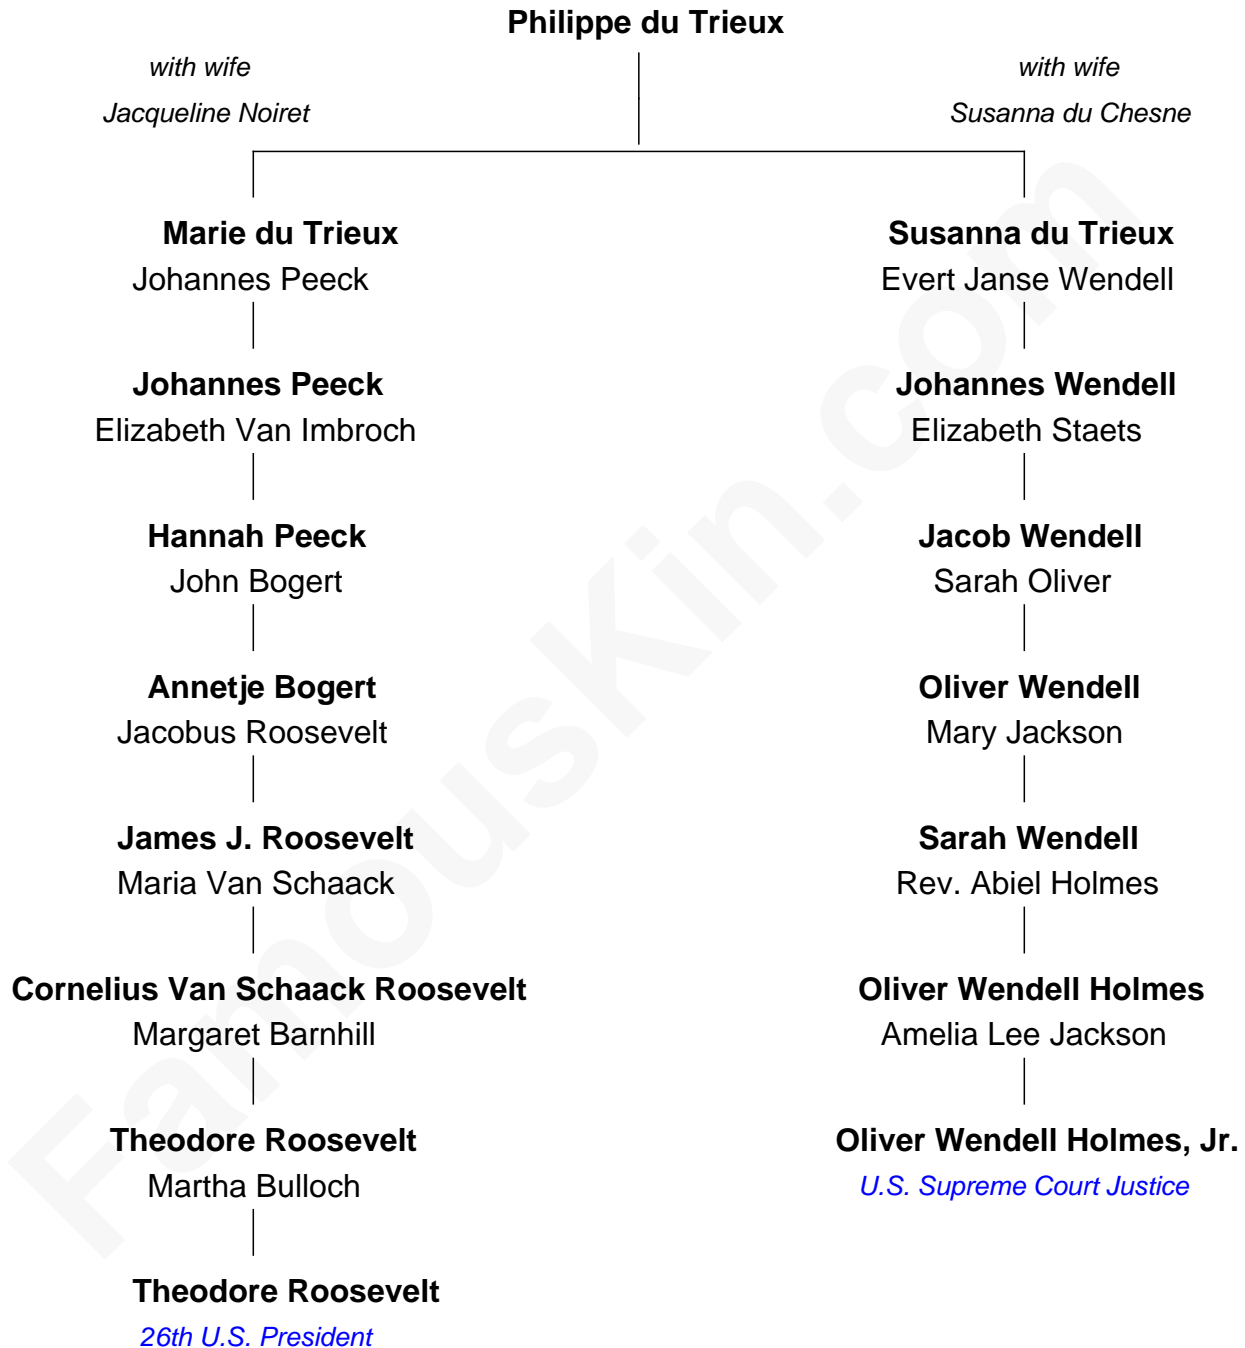 Philippe du Trieux
with wife
Jacqueline Noiret
with wife
Susanna du Chesne
Marie du Trieux
Johannes Peeck
Johannes Peeck
Elizabeth Van Imbroch
Hannah Peeck
John Bogert
Annetje Bogert
Jacobus Roosevelt
James J. Roosevelt
Maria Van Schaack
Cornelius Van Schaack Roosevelt
Margaret Barnhill
Theodore Roosevelt
Martha Bulloch
Theodore Roosevelt
26th U.S. President
Susanna du Trieux
Evert Janse Wendell
Johannes Wendell
Elizabeth Staets
Jacob Wendell
Sarah Oliver
Oliver Wendell
Mary Jackson
Sarah Wendell
Rev. Abiel Holmes
Oliver Wendell Holmes
Amelia Lee Jackson
Oliver Wendell Holmes, Jr.
U.S. Supreme Court Justice
FamousKin.com